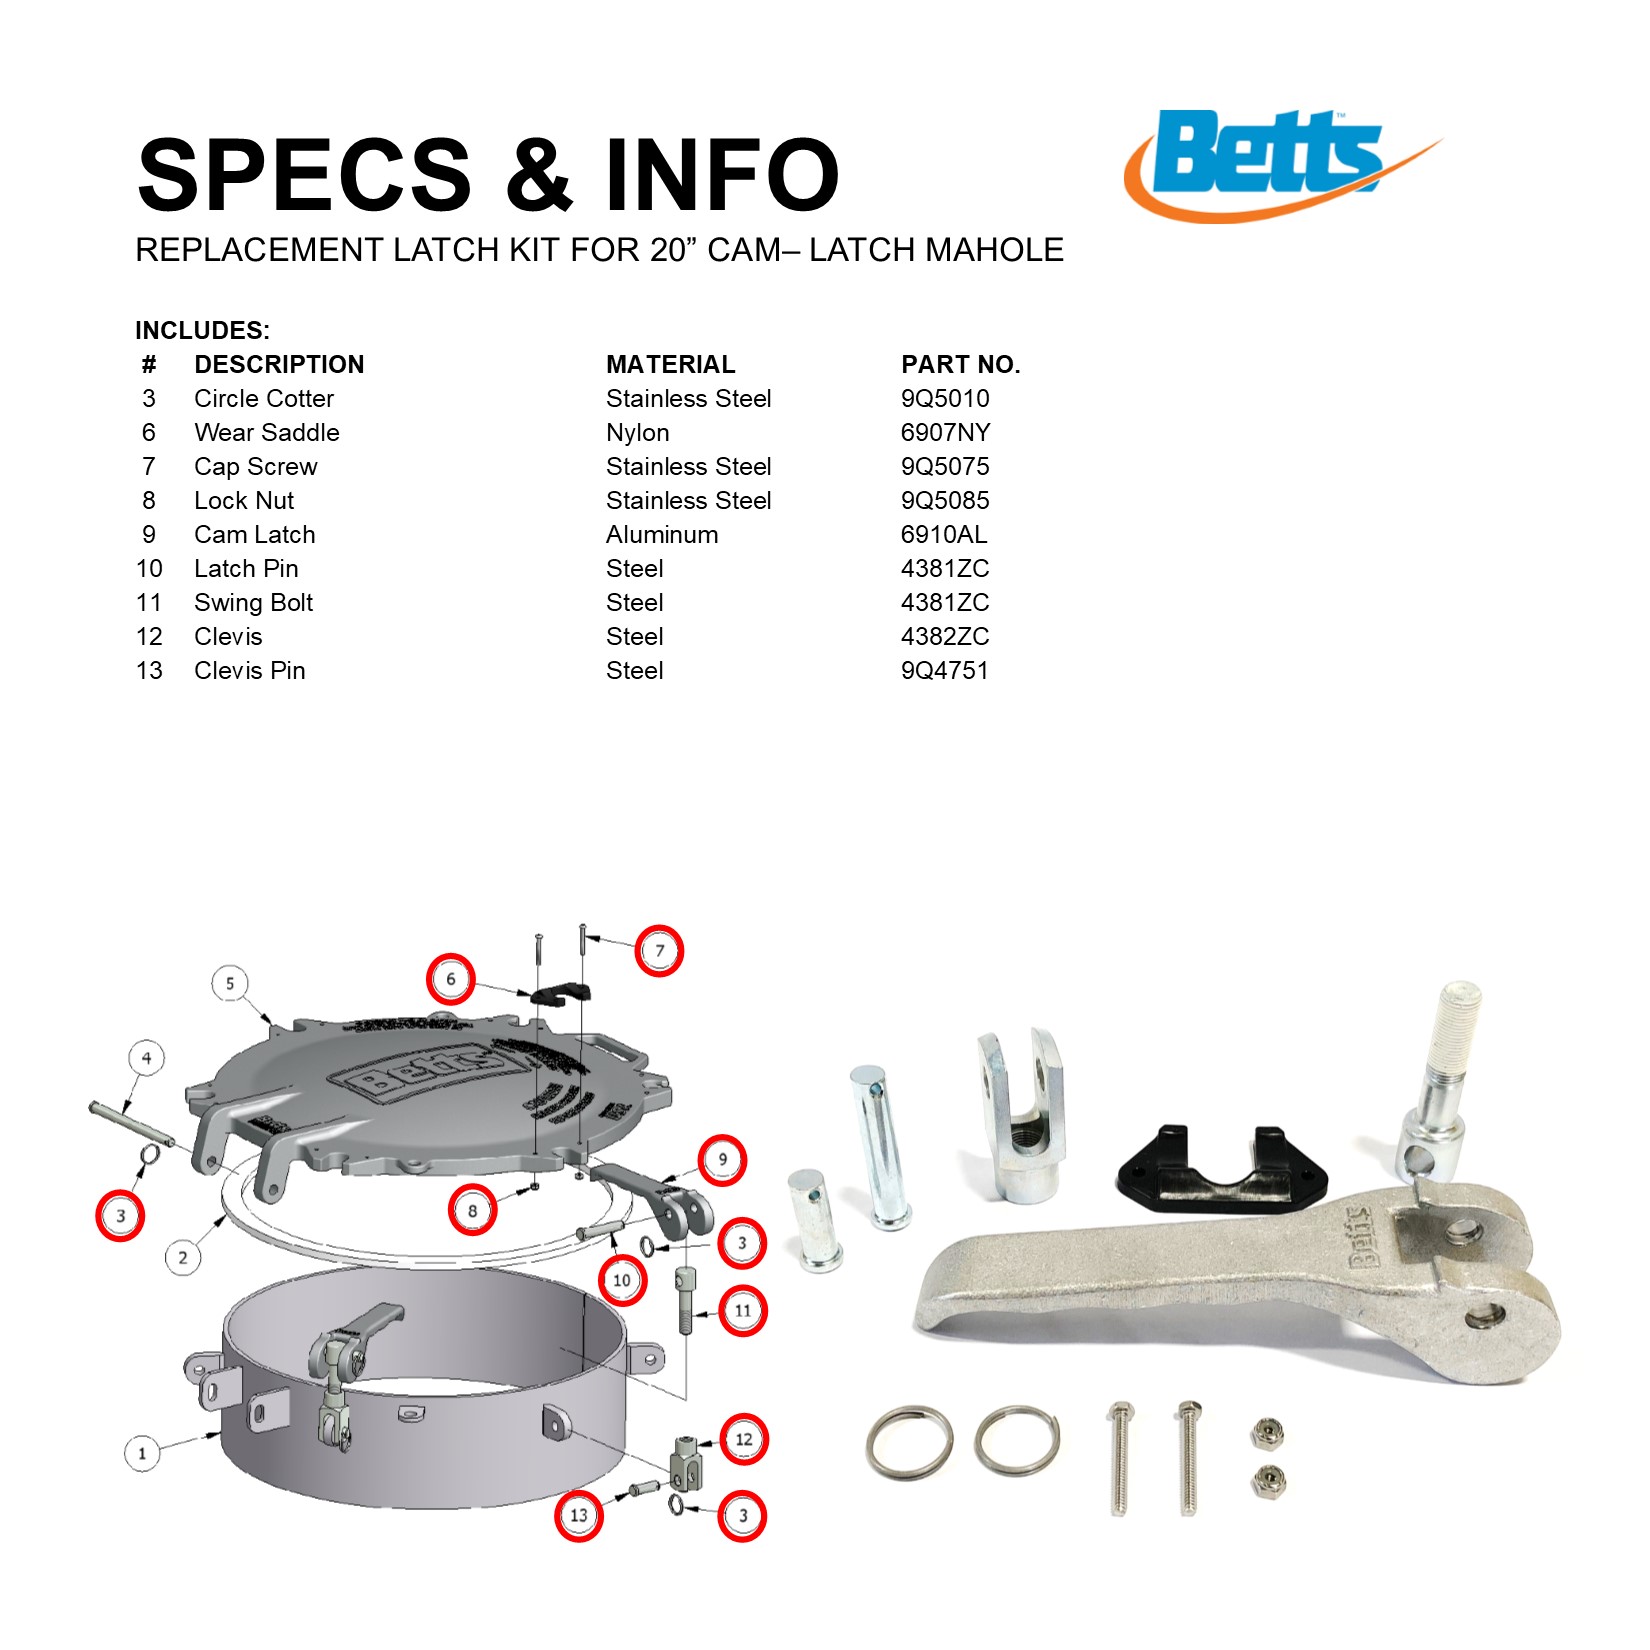 SPECS & INFO
Betts™
REPLACEMENT LATCH KIT FOR 20” CAM– LATCH MAHOLE
INCLUDES:
# DESCRIPTION MATERIAL PART NO.
3 Circle Cotter Stainless Steel 9Q5010
6 Wear Saddle Nylon 6907NY
7 Cap Screw Stainless Steel 9Q5075
8 Lock Nut Stainless Steel 9Q5085
9 Cam Latch Aluminum 6910AL
10 Latch Pin Steel 4381ZC
11 Swing Bolt Steel 4381ZC
12 Clevis Steel 4382ZC
13 Clevis Pin Steel 9Q4751
7
6
5
4
Betts
9
3
8
3
2
10
11
Betts
12
1
13
3